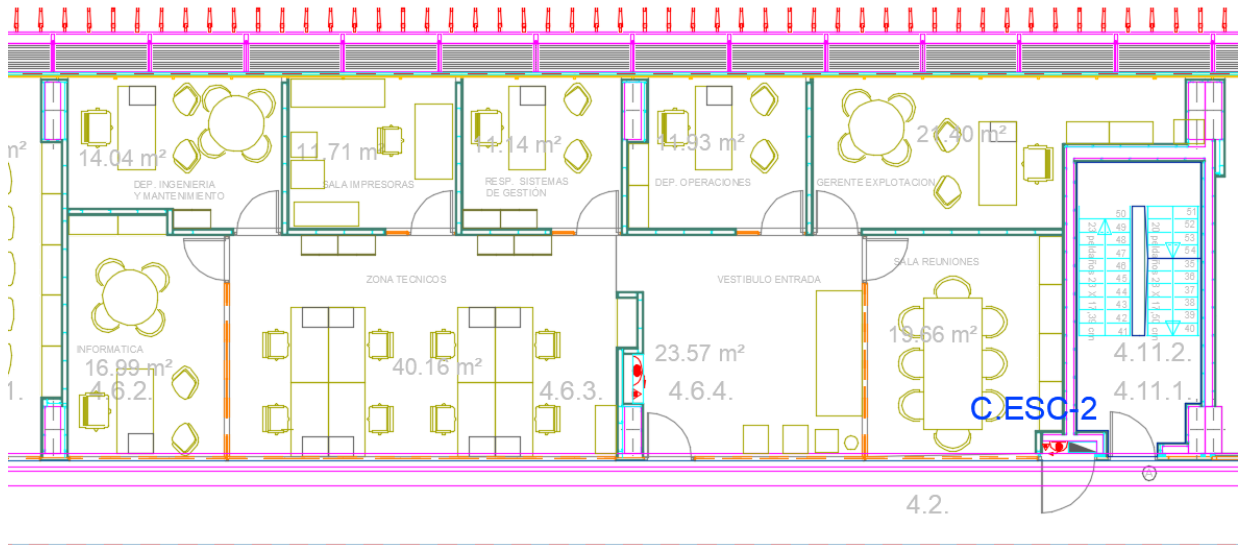 m²
14.04 m²
DEP. INGENIERIA
Y MANTENIMIENTO
11.71 m²
SALA IMPRESORAS
11.14 m²
RESP. SISTEMAS
DE GESTIÓN
11.93 m²
DEP. OPERACIONES
21.40 m²
GERENTE EXPLOTACION
ZONA TECNICOS
VESTIBULO ENTRADA
SALA REUNIONES
INFORMATICA
16.99 m²
4.6.2.
40.16 m²
4.6.3.
23.57 m²
4.6.4.
19.66 m²
1.
50
49
48
47
46
45
44
43
42
41
51
52
53
54
35
36
37
38
39
40
4.11.2.
4.11.1.
C.ESC-2
4.2.